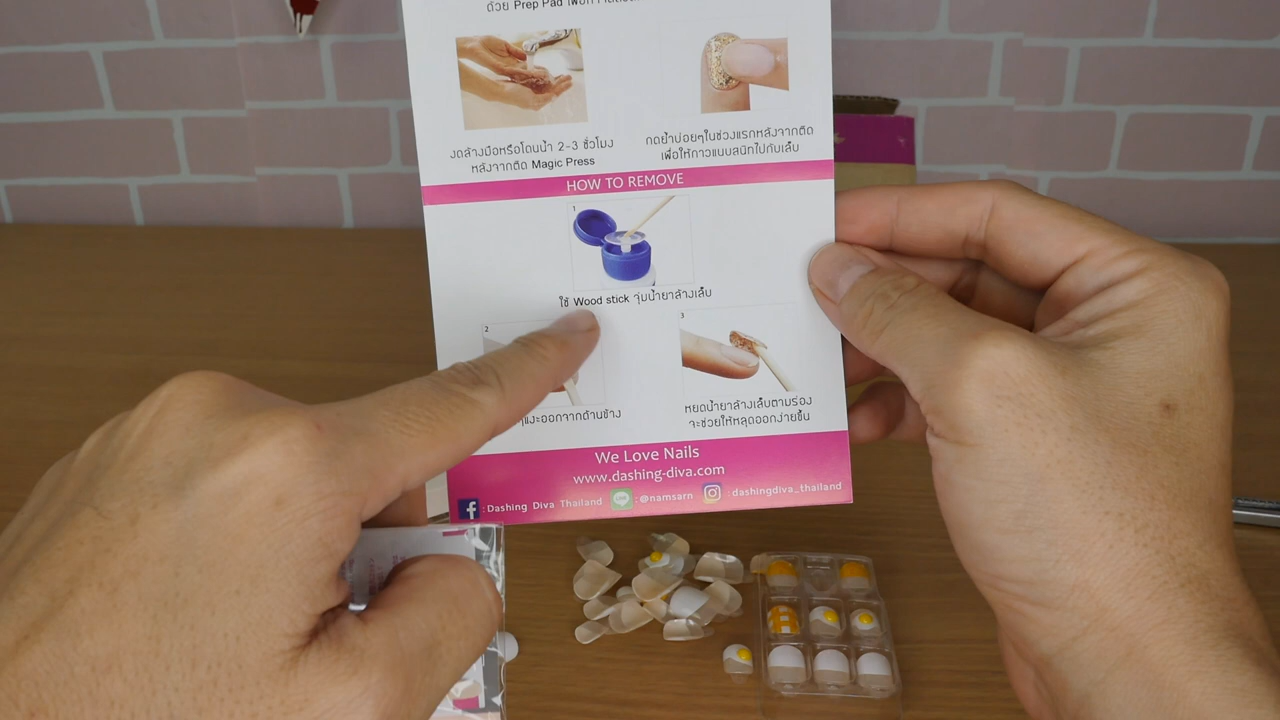 ด้วย Prep Pad
งดล้างมือหรือโดนน้ำ 2-3 ชั่วโมง
หลังจากติด Magic Press
กดย้ำบ่อยๆในช่วงแรกหลังจากติด
เพื่อให้กาวแนบสนิทไปกับเล็บ
HOW TO REMOVE
1
ใช้ Wood stick จุ่มน้ำยาล้างเล็บ
2
ๆแงะออกจากด้านข้าง
3
หยดน้ำยาล้างเล็บตามร่อง
จะช่วยให้หลุดออกง่ายขึ้น
We Love Nails
www.dashing-diva.com
: Dashing Diva Thailand LINE : @namsarn : dashingdiva_thailand